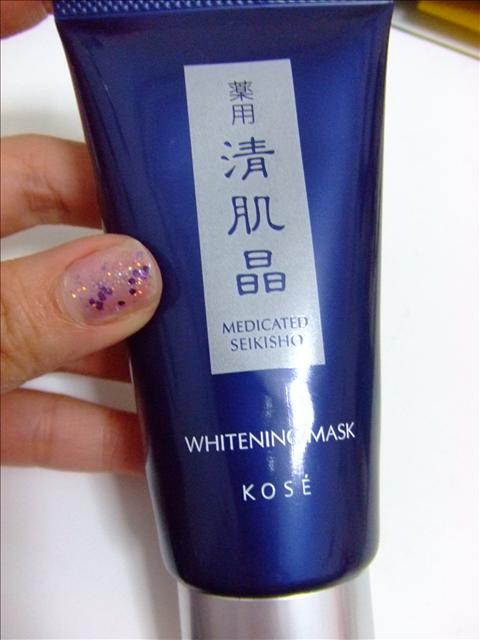 薬用
清肌晶
MEDICATED
SEIKISHO
WHITENING MASK
KOSÉ